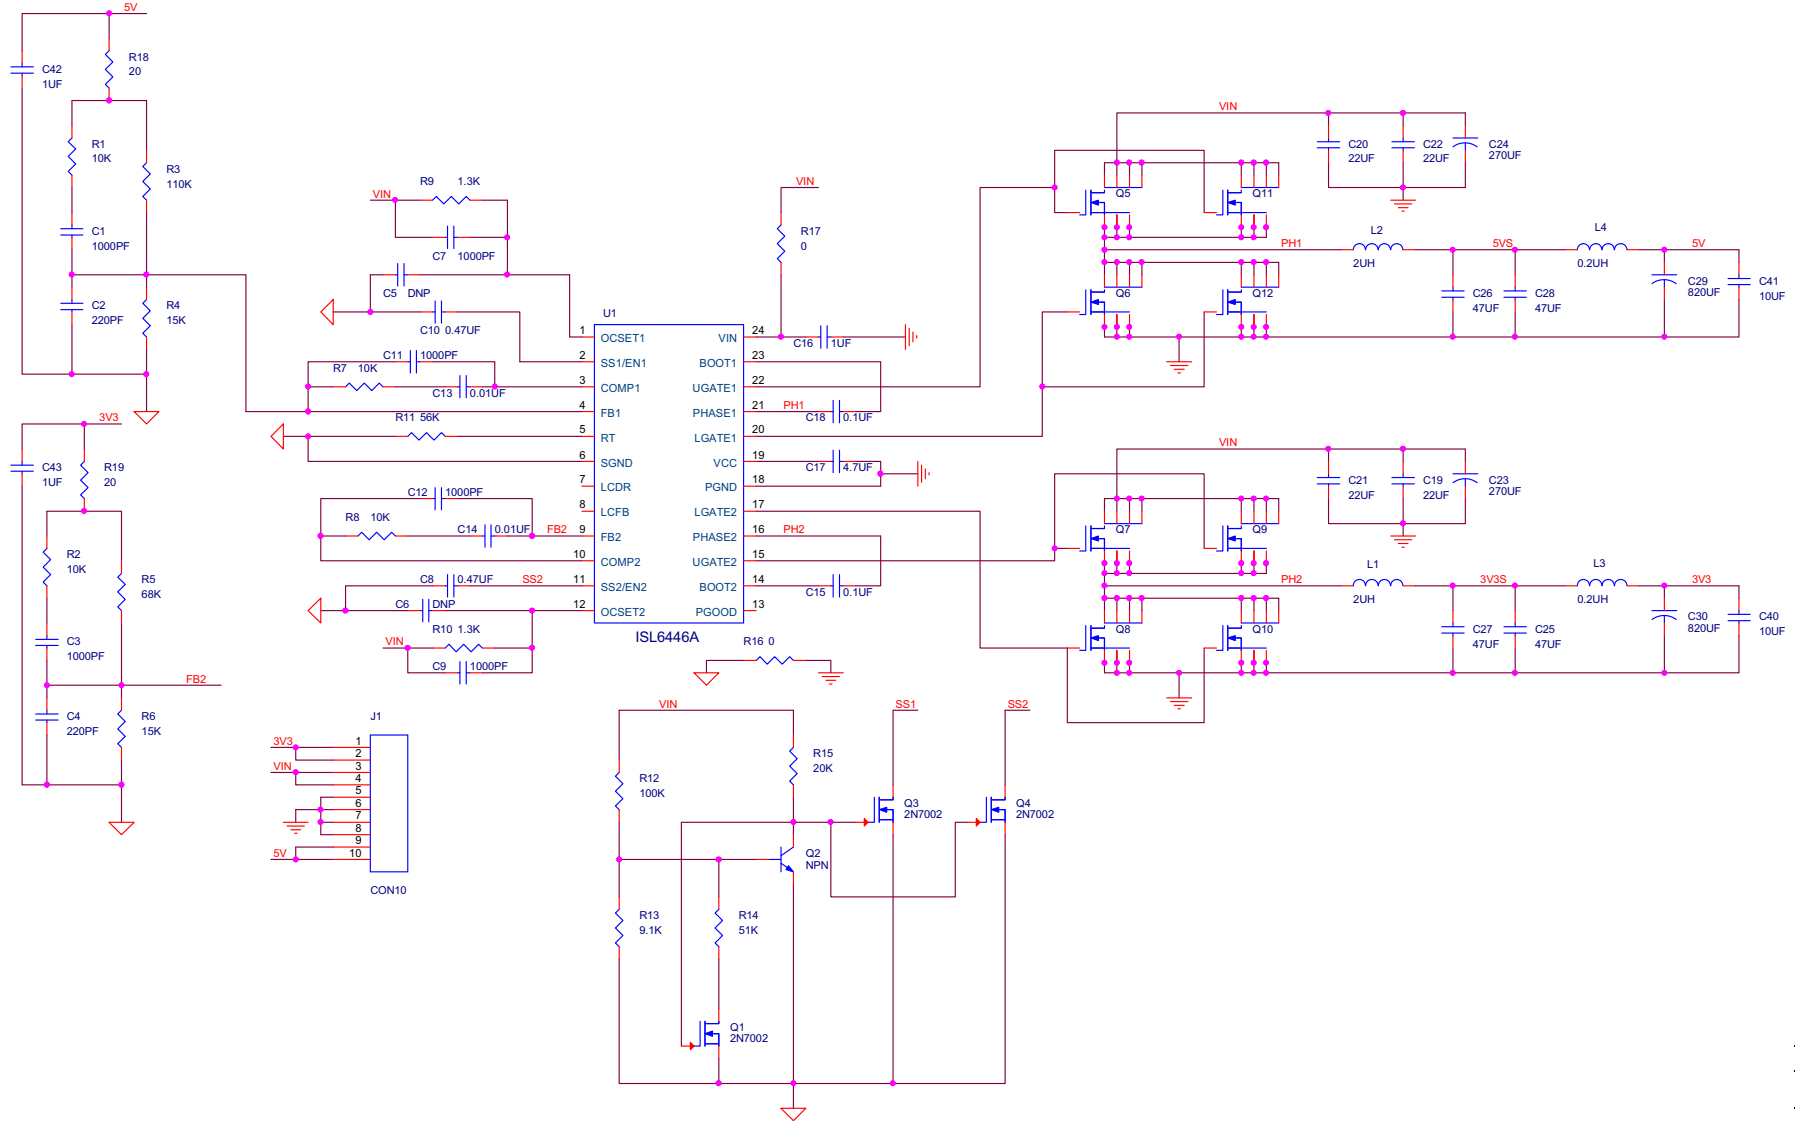 5V
C42
1UF
R18
20
R1
10K
R3
110K
C1
1000PF
C2
220PF
R4
15K
3V3
C43
1UF
R19
20
R2
10K
R5
68K
C3
1000PF
FB2
C4
220PF
R6
15K
VIN
R9 1.3K
C7 1000PF
C5 DNP
C10 0.47UF
C11 1000PF
R7 10K
C13 0.01UF
R11 56K
C12 1000PF
R8 10K
C14 0.01UF
FB2
C8 0.47UF
SS2
C6 DNP
R10 1.3K
VIN
C9 1000PF
U1
1 OCSET1
2 SS1/EN1
3 COMP1
4 FB1
5 RT
6 SGND
7 LCDR
8 LCFB
9 FB2
10 COMP2
11 SS2/EN2
12 OCSET2
VIN 24
BOOT1 23
UGATE1 22
PHASE1 21
LGATE1 20
VCC 19
PGND 18
LGATE2 17
PHASE2 16
UGATE2 15
BOOT2 14
PGOOD 13
ISL6446A
VIN
R17
0
C16 1UF
PH1
C18 0.1UF
C17 4.7UF
PH2
C15 0.1UF
R16 0
VIN
C20
22UF
C22
22UF
C24
270UF
Q5
Q11
Q6
Q12
PH1
L2
2UH
5VS
L4
0.2UH
5V
C26
47UF
C28
47UF
C29
820UF
C41
10UF
VIN
C21
22UF
C19
22UF
C23
270UF
Q7
Q9
Q8
Q10
PH2
L1
2UH
3V3S
L3
0.2UH
3V3
C27
47UF
C25
47UF
C30
820UF
C40
10UF
J1
3V3
VIN
5V
1
2
3
4
5
6
7
8
9
10
CON10
VIN
SS1
SS2
R12
100K
R15
20K
Q3
2N7002
Q4
2N7002
Q2
NPN
R13
9.1K
R14
51K
Q1
2N7002